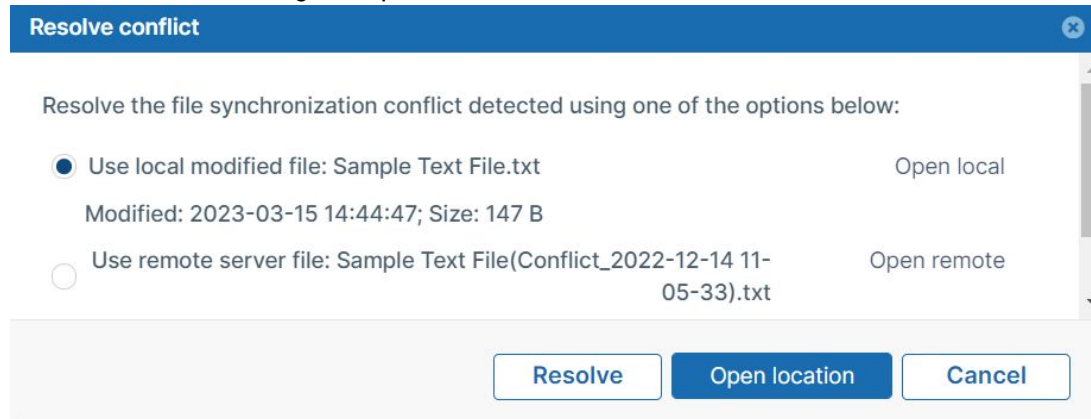 Resolve conflict
Resolve the file synchronization conflict detected using one of the options below:
Use local modified file: Sample Text File.txt
Open local
Modified: 2023-03-15 14:44:47; Size: 147 B
Use remote server file: Sample Text File(Conflict_2022-12-14 11-
05-33).txt
Open remote
Resolve
Open location
Cancel